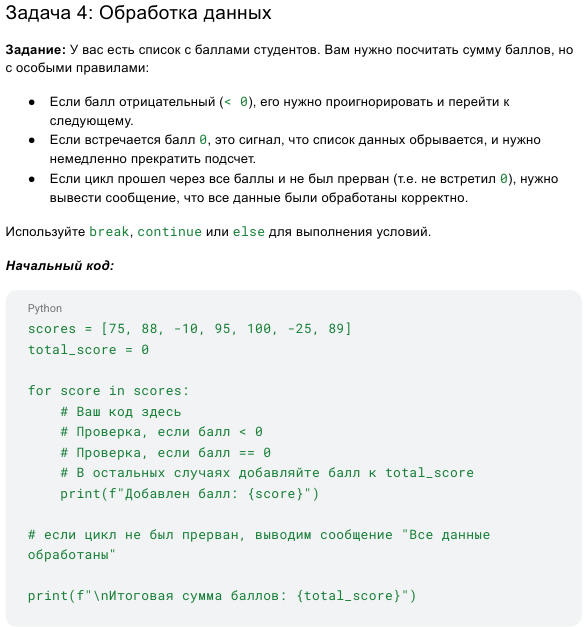 Задача 4: Обработка данных
Задание: У вас есть список с баллами студентов. Вам нужно посчитать сумму баллов, но
с особыми правилами:
● Если балл отрицательный (< 0), его нужно проигнорировать и перейти к
следующему.
● Если встречается балл 0, это сигнал, что список данных обрывается, и нужно
немедленно прекратить подсчет.
● Если цикл прошел через все баллы и не был прерван (т.е. не встретил 0), нужно
вывести сообщение, что все данные были обработаны корректно.
Используйте break, continue или else для выполнения условий.
Начальный код:
Python
scores = [75, 88, -10, 95, 100, -25, 89]
total_score = 0
for score in scores:
    # Ваш код здесь
    # Проверка, если балл < 0
    # Проверка, если балл == 0
    # В остальных случаях добавляйте балл к total_score
    print(f"Добавлен балл: {score}")
# если цикл не был прерван, выводим сообщение "Все данные
обработаны"
print(f"\nИтоговая сумма баллов: {total_score}")